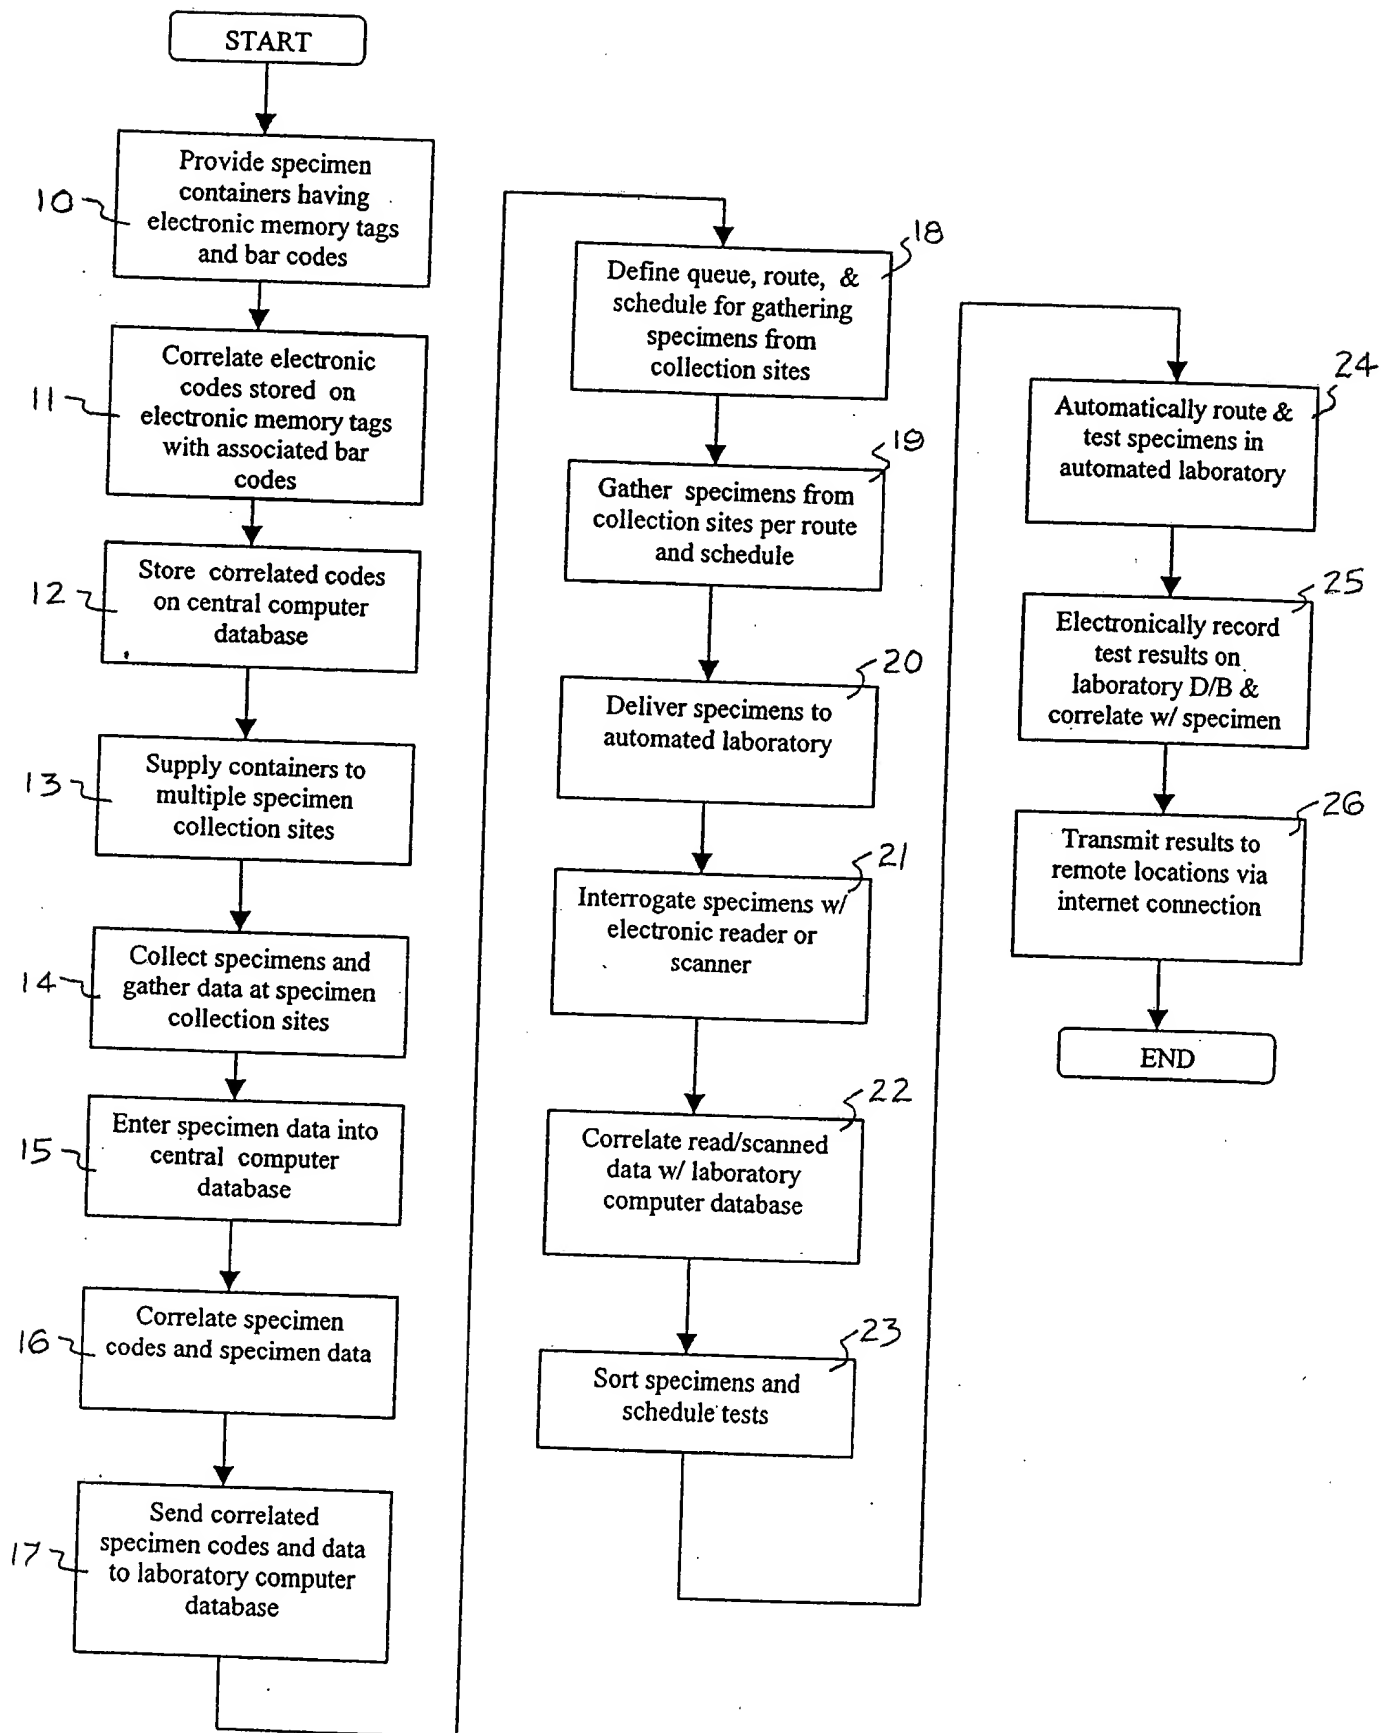 START
10
Provide specimen
containers having
electronic memory tags
and bar codes
11
Correlate electronic
codes stored on
electronic memory tags
with associated bar
codes
12
Store correlated codes
on central computer
database
13
Supply containers to
multiple specimen
collection sites
14
Collect specimens and
gather data at specimen
collection sites
15
Enter specimen data into
central computer
database
16
Correlate specimen
codes and specimen data
17
Send correlated
specimen codes and data
to laboratory computer
database
18
Define queue, route, &
schedule for gathering
specimens from
collection sites
19
Gather specimens from
collection sites per route
and schedule
20
Deliver specimens to
automated laboratory
21
Interrogate specimens w/
electronic reader or
scanner
22
Correlate read/scanned
data w/ laboratory
computer database
23
Sort specimens and
schedule tests
24
Automatically route &
test specimens in
automated laboratory
25
Electronically record
test results on
laboratory D/B &
correlate w/ specimen
26
Transmit results to
remote locations via
internet connection
END